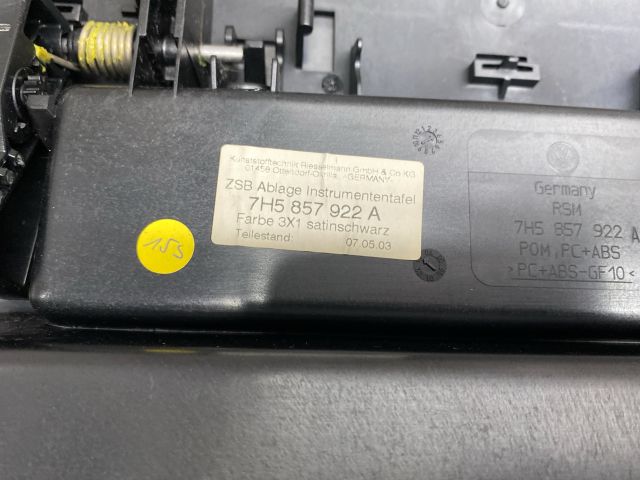 Kunststofftechnik Riesselmann GmbH & Co KG
01458 Ottendorf-Okrilla, -GERMANY-
ZSB Ablage Instrumententafel
7H5 857 922 A
Farbe 3X1 satinschwarz
Teilestand: 07.05.03
155
Germany
RSM
7H5 857 922 A
POM,PC+ABS
>PC+ABS-GF10<